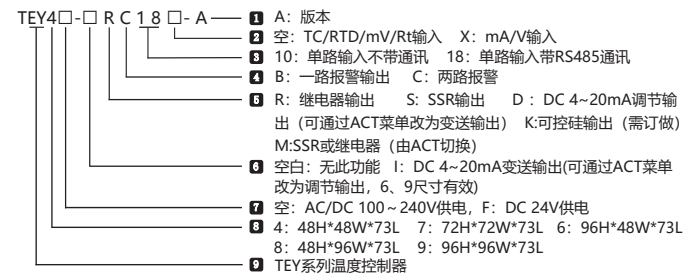 TEY4□-□ R C 1 8 □- A 1 A：版本
2 空：TC/RTD/mV/Rt输入 X：mA/V输入
3 10：单路输入不带通讯 18：单路输入带RS485通讯
4 B：一路报警输出 C：两路报警
5 R：继电器输出 S: SSR输出 D：DC 4~20mA调节输
出（可通过ACT菜单改为变送输出） K:可控硅输出（需订做）
M:SSR或继电器（由ACT切换）
6 空白：无此功能 I：DC 4~20mA变送输出(可通过ACT菜单
改为调节输出，6、9尺寸有效)
7 空：AC/DC 100～240V供电，F：DC 24V供电
8 4：48H*48W*73L 7：72H*72W*73L 6：96H*48W*73L
8：48H*96W*73L 9：96H*96W*73L
9 TEY系列温度控制器